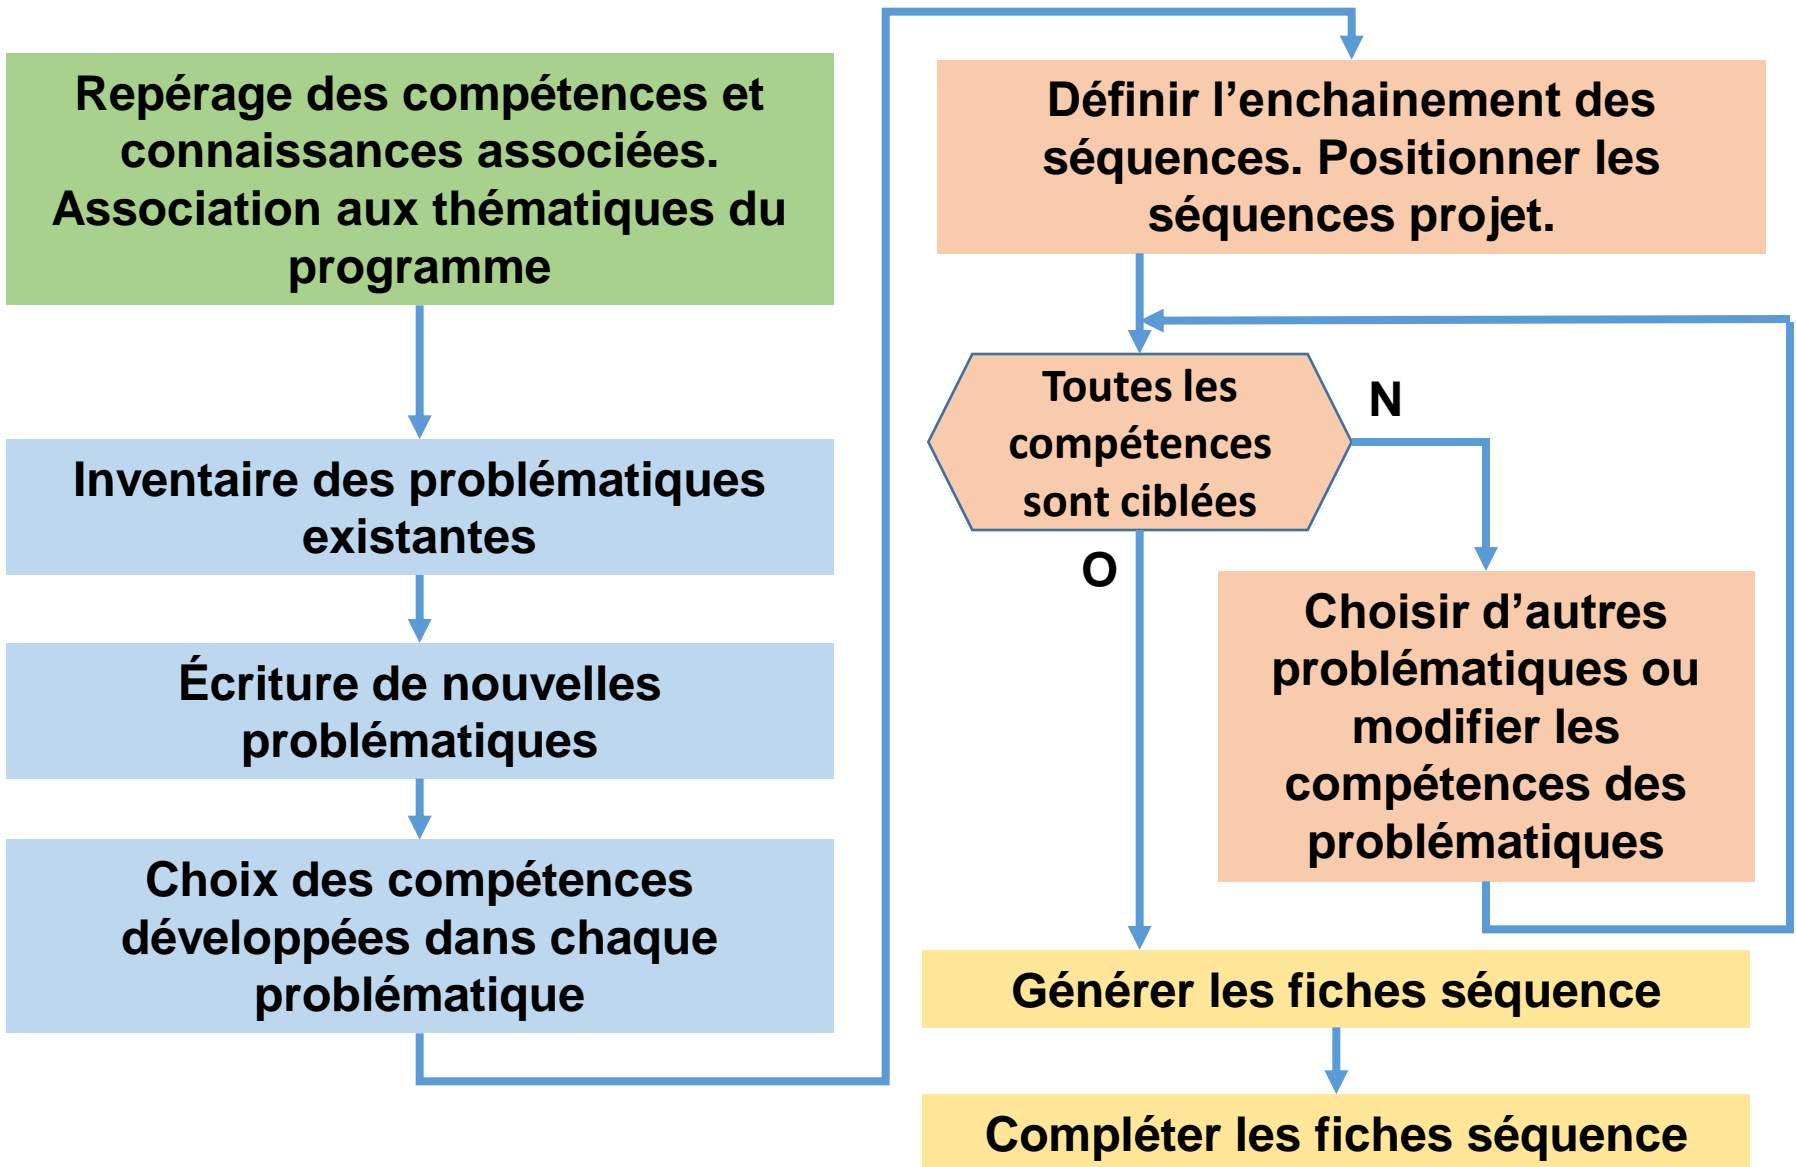 Repérage des compétences et
connaissances associées.
Association aux thématiques du
programme
Inventaire des problématiques
existantes
Écriture de nouvelles
problématiques
Choix des compétences
développées dans chaque
problématique
Définir l’enchainement des
séquences. Positionner les
séquences projet.
Toutes les
compétences
sont ciblées
N
O
Choisir d’autres
problématiques ou
modifier les
compétences des
problématiques
Générer les fiches séquence
Compléter les fiches séquence